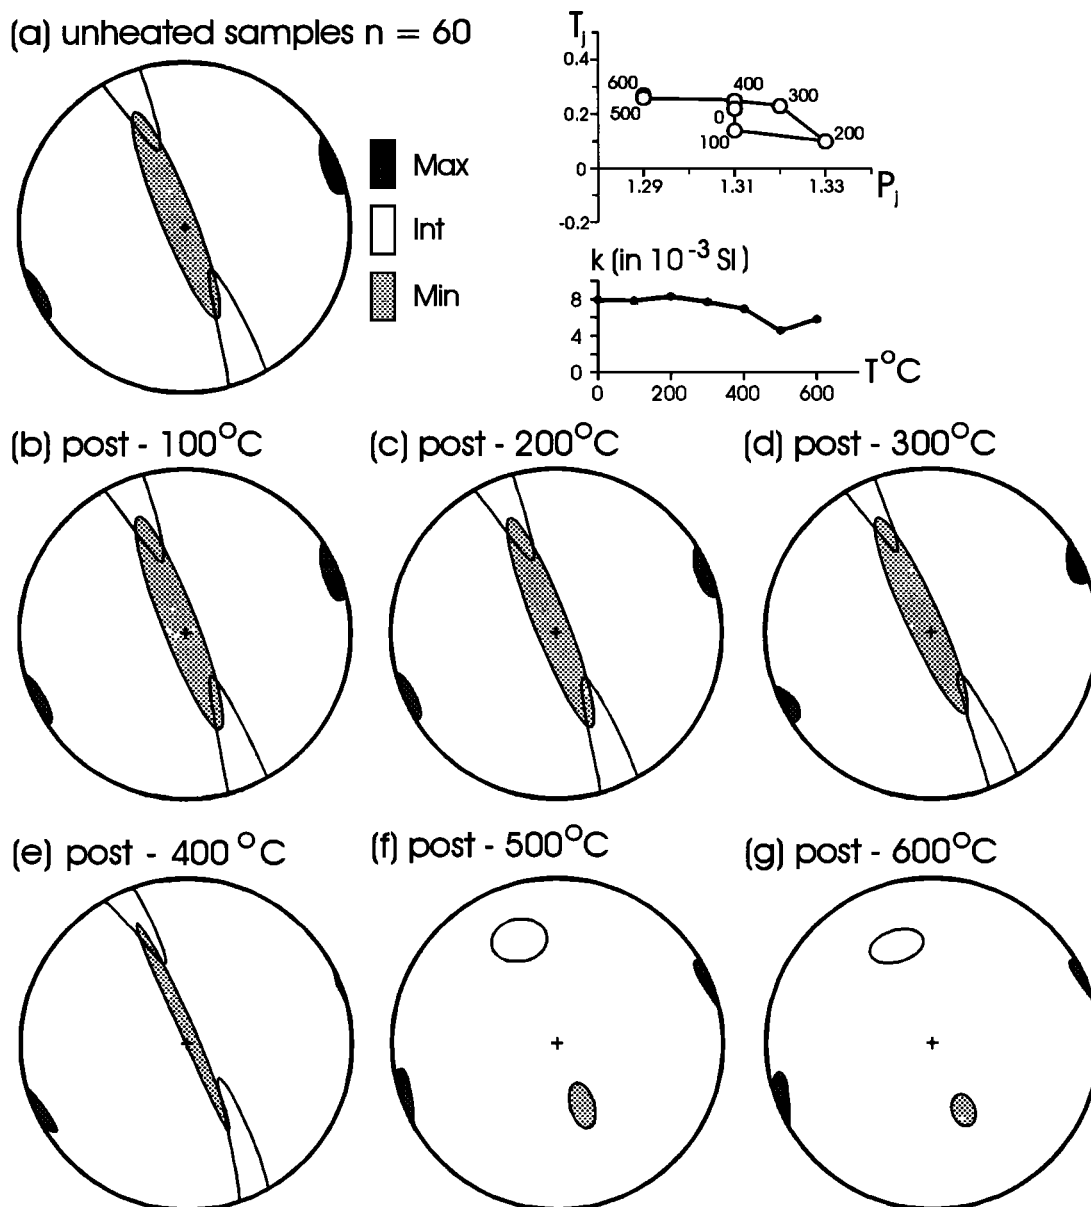 (a) unheated samples n = 60
Max
Int
Min
Tj
0.4
0.2
0
-0.2
600
500
400
0
100
300
200
1.29
1.31
1.33
Pj
k (in 10⁻³ SI)
8
4
0
0
200
400
600
T°C
(b) post - 100°C
(c) post - 200°C
(d) post - 300°C
(e) post - 400 °C
(f) post - 500°C
(g) post - 600°C